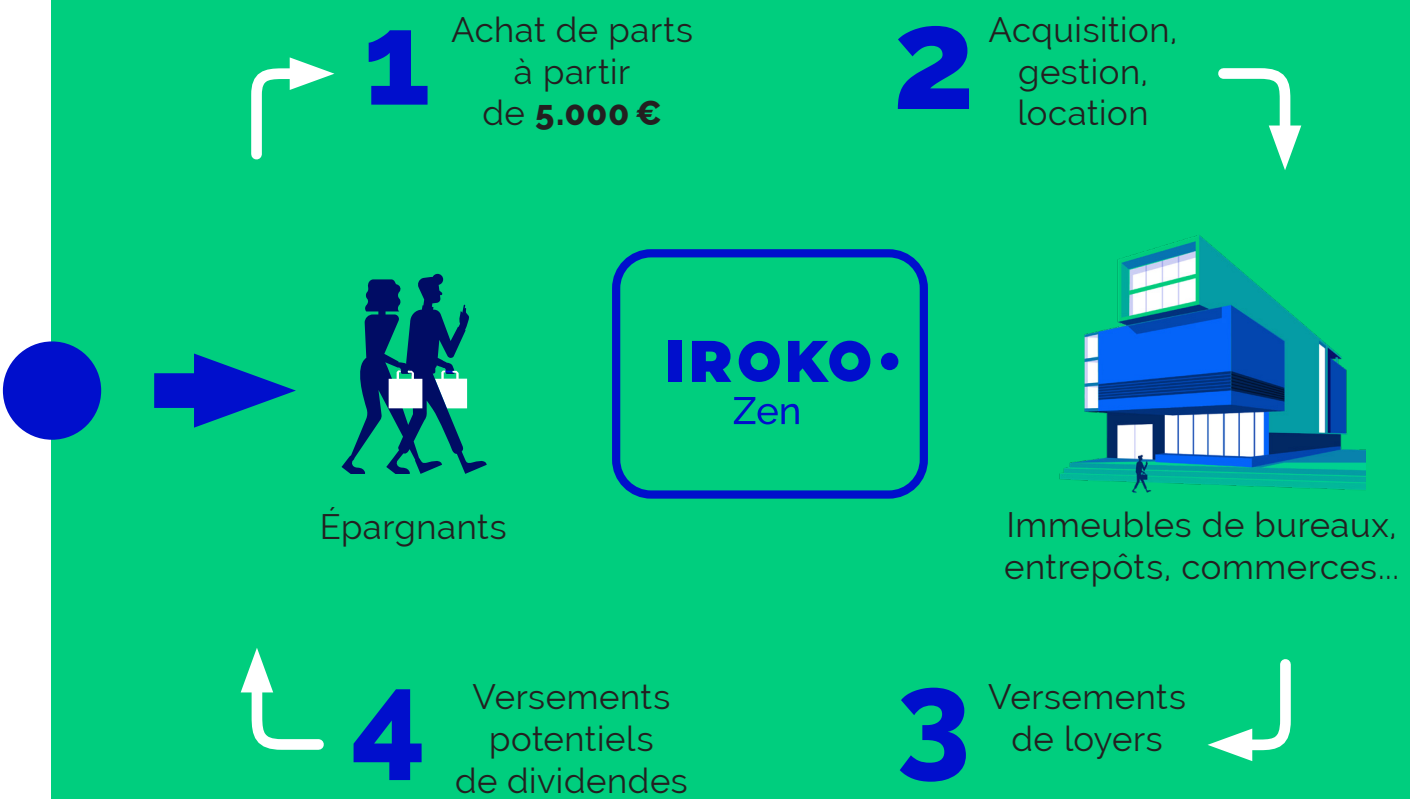 1
Achat de parts
à partir
de 5.000 €
2
Acquisition,
gestion,
location
IROKO
Zen
Épargnants
Immeubles de bureaux,
entrepôts, commerces...
4
Versements
potentiels
de dividendes
3
Versements
de loyers